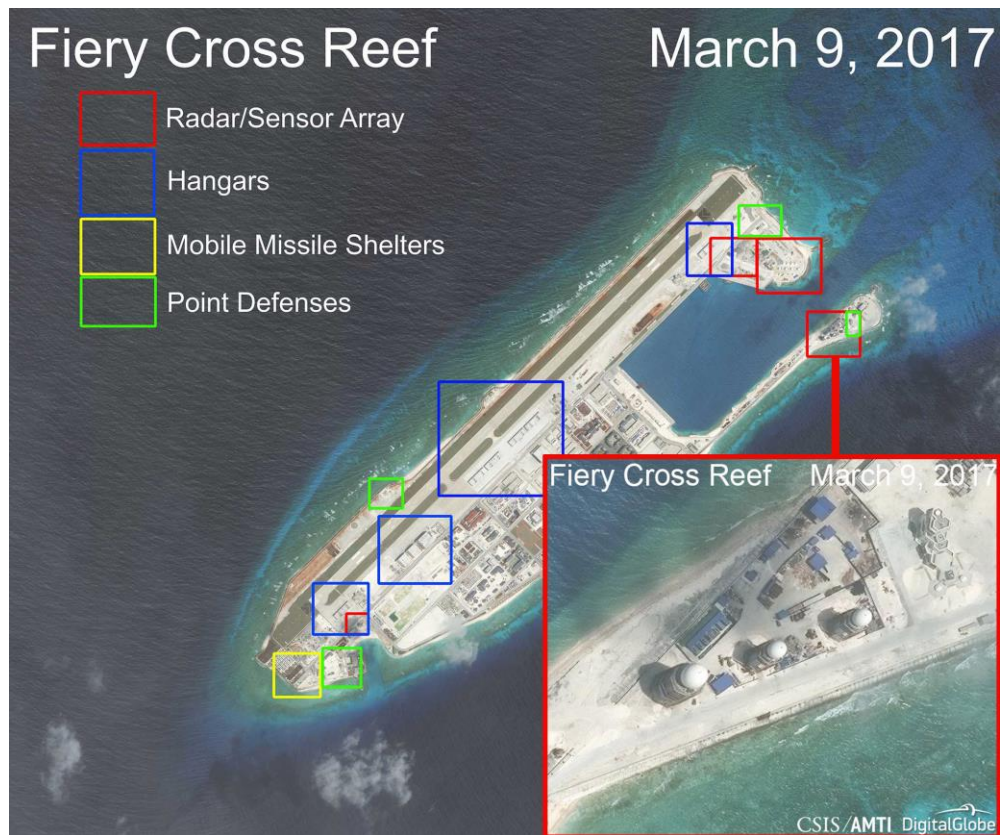 Fiery Cross Reef
March 9, 2017
Radar/Sensor Array
Hangars
Mobile Missile Shelters
Point Defenses
Fiery Cross Reef
March 9, 2017
CSIS/AMTI DigitalGlobe